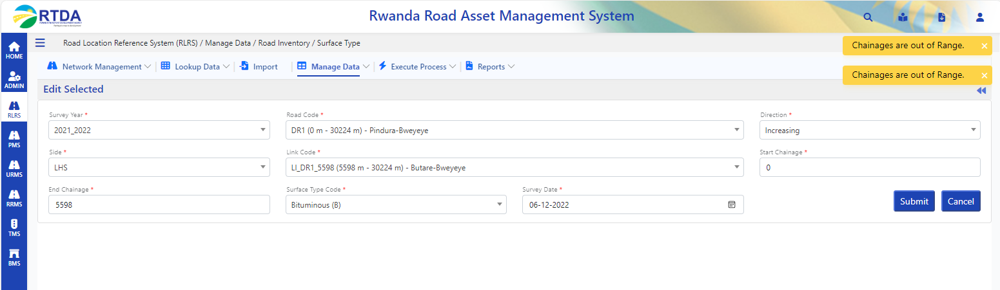 RTDA
Rwanda Road Asset Management System
HOME
ADMIN
RLRS
PMS
URMS
RRMS
TMS
BMS
Road Location Reference System (RLRS) / Manage Data / Road Inventory / Surface Type
Chainages are out of Range. ×
Chainages are out of Range. ×
Network Management Lookup Data Import Manage Data Execute Process Reports
Edit Selected
Survey Year * Road Code * Direction *
2021_2022 DR1 (0 m - 30224 m) - Pindura-Bweyeye Increasing
Side * Link Code * Start Chainage *
LHS LI_DR1_5598 (5598 m - 30224 m) - Butare-Bweyeye 0
End Chainage * Surface Type Code * Survey Date *
5598 Bituminous (B) 06-12-2022 Submit Cancel